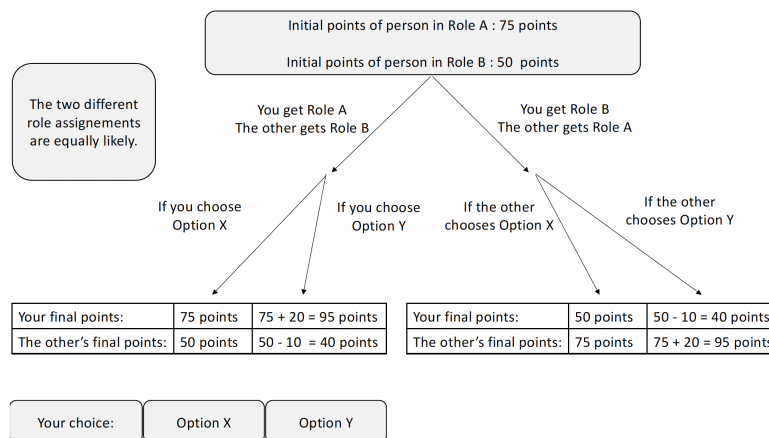 Initial points of person in Role A : 75 points
Initial points of person in Role B : 50 points
The two different
role assignements
are equally likely.
You get Role A
The other gets Role B
You get Role B
The other gets Role A
If you choose
Option X
If you choose
Option Y
If the other
chooses Option X
If the other
chooses Option Y
Your final points: 75 points 75 + 20 = 95 points
The other's final points: 50 points 50 - 10 = 40 points
Your final points: 50 points 50 - 10 = 40 points
The other's final points: 75 points 75 + 20 = 95 points
Your choice: Option X Option Y